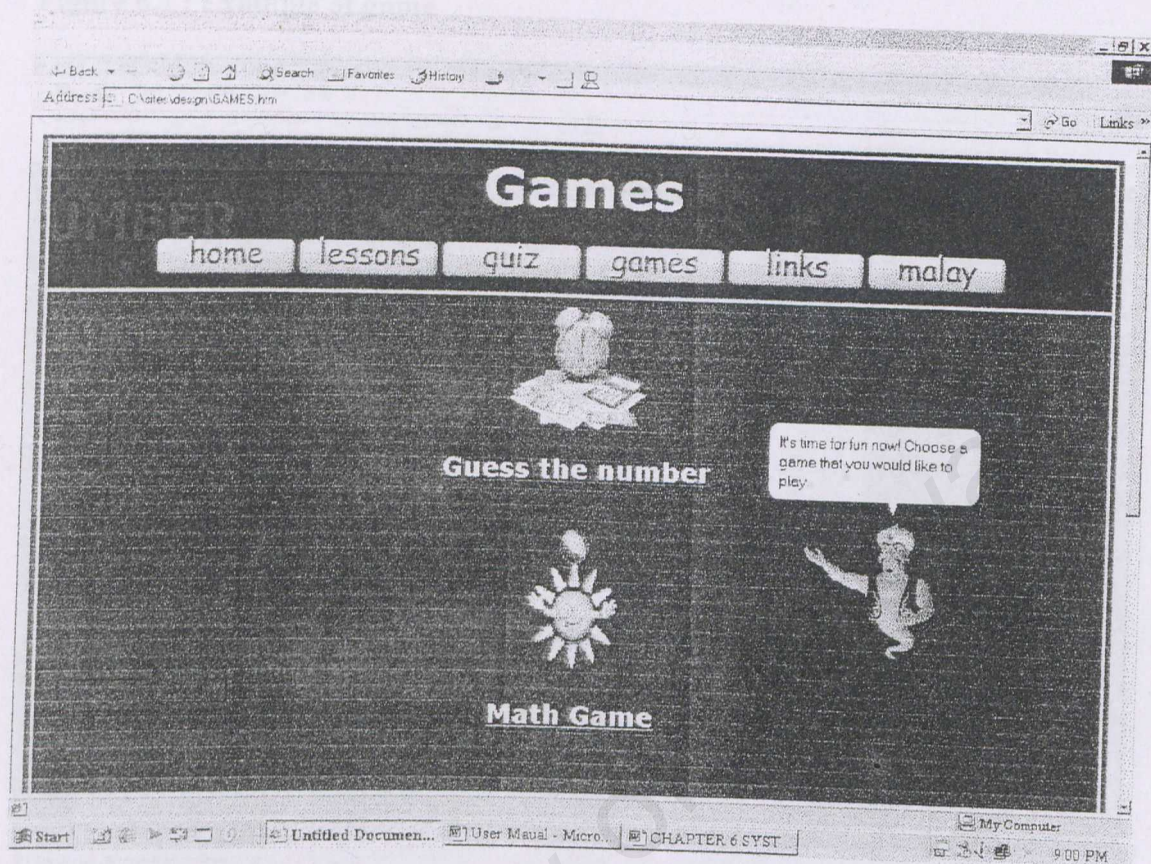 Back Search Favorites History
Address C:\sites\design\GAMES.htm Go Links »
Games
UMBER
home lessons quiz games links malay
Guess the number
It's time for fun now! Choose a
game that you would like to
play
Math Game
My Computer
Start Untitled Documen... User Maual - Micro... CHAPTER 6 SYST
9:00 PM